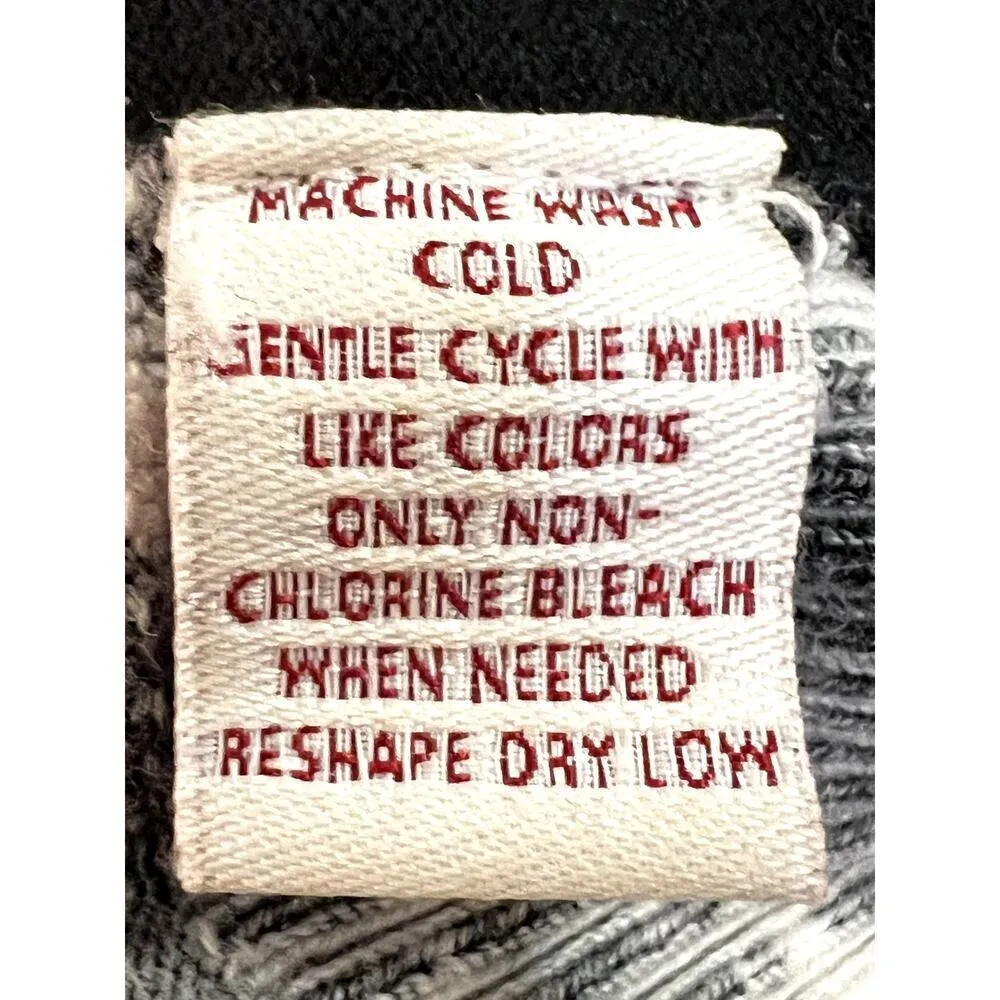 MACHINE WASH
COLD
GENTLE CYCLE WITH
LIKE COLORS
ONLY NON-
CHLORINE BLEACH
WHEN NEEDED
RESHAPE DRY LOW